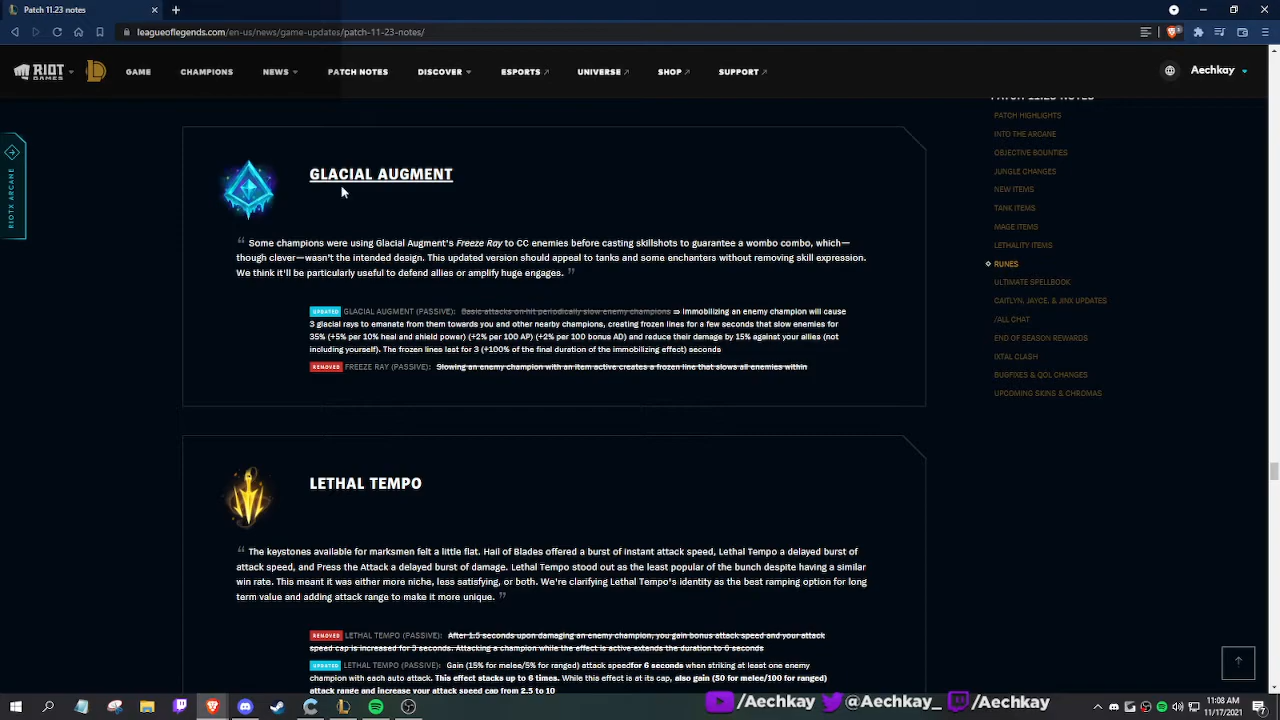 Patch 11.23 notes
leagueoflegends.com/en-us/news/game-updates/patch-11-23-notes/
RIOT GAMES
GAME
CHAMPIONS
NEWS
PATCH NOTES
DISCOVER
ESPORTS
UNIVERSE
SHOP
SUPPORT
Aechkay
RIOTX ARCANE
GLACIAL AUGMENT
“ Some champions were using Glacial Augment's Freeze Ray to CC enemies before casting skillshots to guarantee a wombo combo, which—
though clever—wasn't our intended design. This updated version should appeal to tanks and some enchanters without removing skill expression.
We think it'll be particularly useful to defend allies or amplify huge engages. ”
UPDATED GLACIAL AUGMENT (PASSIVE): Basic attacks on-hit periodically slow enemy champions ⇒ Immobilizing an enemy champion will cause
3 glacial rays to emanate from them towards you and other nearby champions, creating frozen lines for a few seconds that slow enemies for
35% (+5% per 10% heal and shield power) (+2% per 100 AP) (+2% per 100 bonus AD) and reduce their damage by 15% against your allies (not
including yourself). The frozen lines last for 3 (+100% of the final duration of the immobilizing effect) seconds
REMOVED FREEZE RAY (PASSIVE): Slowing an enemy champion with an item active creates a frozen line that slows all enemies within
LETHAL TEMPO
“ The keystones available for marksmen felt a little flat. Hail of Blades offered a burst of instant attack speed, Lethal Tempo a delayed burst of
attack speed, and Press the Attack a delayed burst of damage. Lethal Tempo stood out as the least popular of the bunch despite having a similar
win rate. This meant it was either more niche, less satisfying, or both. We're clarifying Lethal Tempo's identity as the best ramping option for long
term value and adding attack range to make it more unique. ”
REMOVED LETHAL TEMPO (PASSIVE): After 1.5 seconds upon damaging an enemy champion, you gain bonus attack speed and your attack
speed cap is increased for 3 seconds. Attacking a champion while the effect is active extends the duration to 6 seconds
UPDATED LETHAL TEMPO (PASSIVE): Gain (15% for melee/5% for ranged) attack speed for 6 seconds when striking at least one enemy
champion with each auto attack. This effect stacks up to 6 times. While this effect is at its cap, also gain (50 for melee/100 for ranged)
attack range and increase your attack speed cap from 2.5 to 10
PATCH 11.23 NOTES
PATCH HIGHLIGHTS
INTO THE ARCANE
OBJECTIVE BOUNTIES
JUNGLE CHANGES
NEW ITEMS
TANK ITEMS
MAGE ITEMS
LETHALITY ITEMS
RUNES
ULTIMATE SPELLBOOK
CAITLYN, JAYCE, & JINX UPDATES
/ALL CHAT
END OF SEASON REWARDS
IXTAL CLASH
BUGFIXES & QOL CHANGES
UPCOMING SKINS & CHROMAS
/Aechkay
@Aechkay_
/Aechkay
11:00 AM
11/17/2021